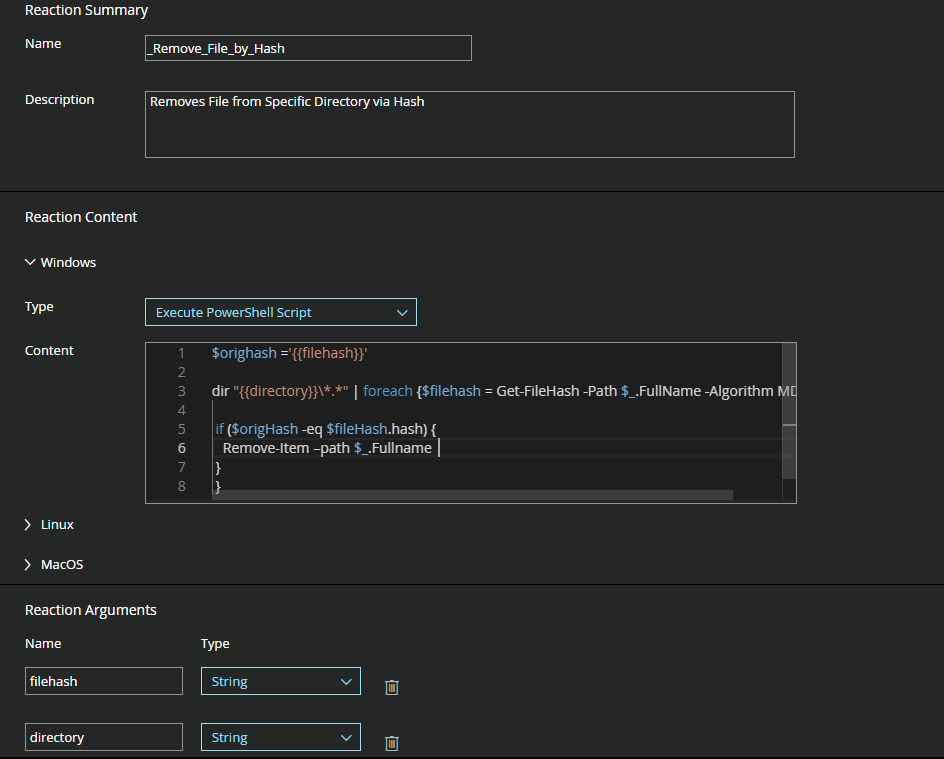 Reaction Summary
Name
_Remove_File_by_Hash
Description
Removes File from Specific Directory via Hash
Reaction Content
Windows
Type
Execute PowerShell Script
Content
1 $orighash ='{{filehash}}'
2
3 dir "{{directory}}\*.*" | foreach {$filehash = Get-FileHash -Path $_.FullName -Algorithm MD
4
5 if ($origHash -eq $fileHash.hash) {
6 Remove-Item –path $_.Fullname
7 }
8 }
Linux
MacOS
Reaction Arguments
Name Type
filehash String
directory String